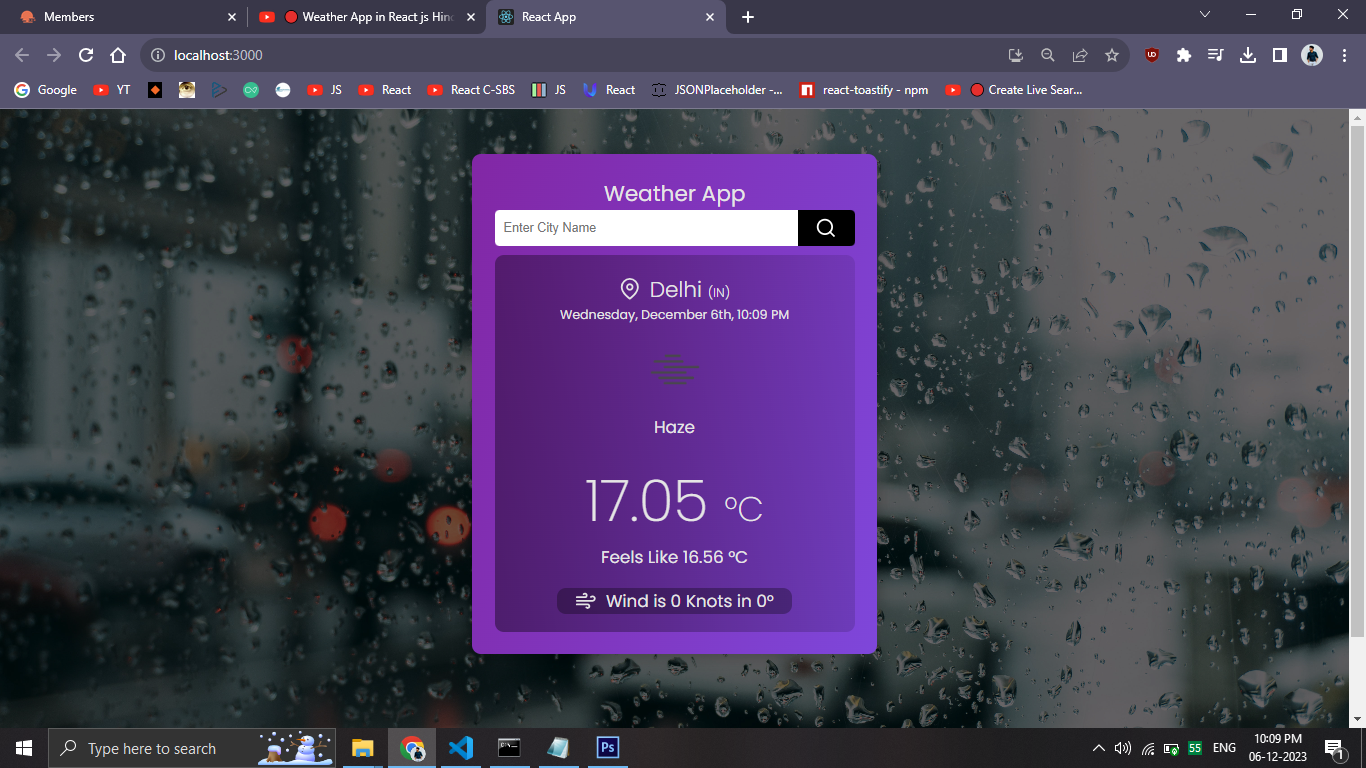 Members
Weather App in React js Hind
React App
localhost:3000
Google
YT
JS
React
React C-SBS
JS
React
JSONPlaceholder -...
react-toastify - npm
Create Live Sear...
Weather App
Enter City Name
Delhi (IN)
Wednesday, December 6th, 10:09 PM
Haze
17.05 °C
Feels Like 16.56 °C
Wind is 0 Knots in 0°
Type here to search
Ps
55
ENG
10:09 PM
06-12-2023
1